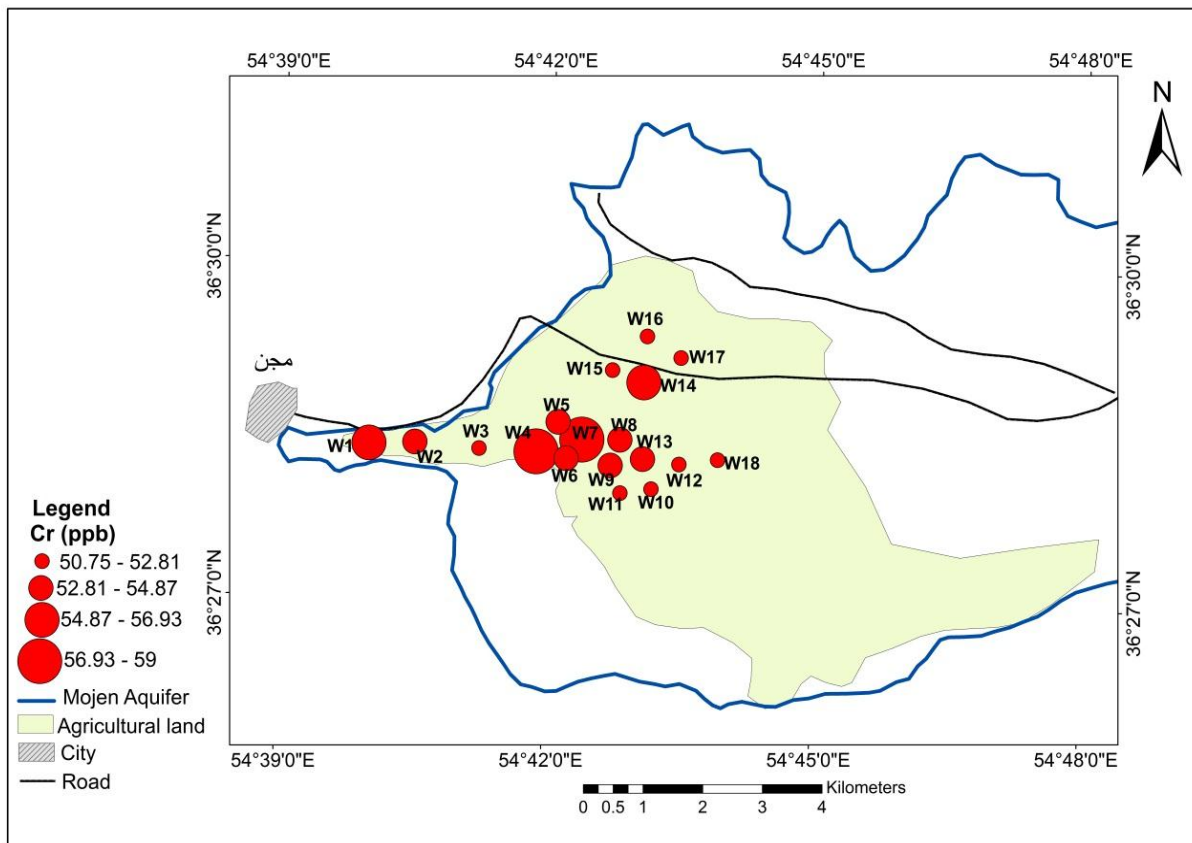 54°39'0"E 54°42'0"E 54°45'0"E 54°48'0"E
N
36°30'0"N
36°30'0"N
W16
W17
W15
W14
مجن
W5
W8
W1
W2
W3
W4
W7
W13
W6
W9
W12
W18
W11
W10
Legend
Cr (ppb)
50.75 - 52.81
52.81 - 54.87
54.87 - 56.93
56.93 - 59
Mojen Aquifer
Agricultural land
City
Road
36°27'0"N
36°27'0"N
54°39'0"E 54°42'0"E 54°45'0"E 54°48'0"E
Kilometers
0 0.5 1 2 3 4